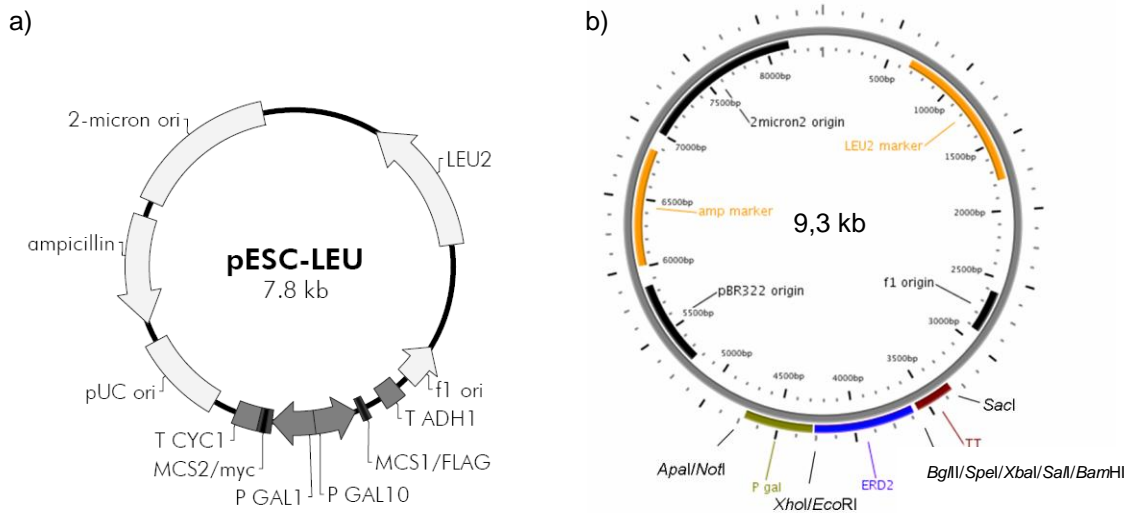 a)
2-micron ori
LEU2
ampicillin
pESC-LEU
7.8 kb
pUC ori
f1 ori
T CYC1
T ADH1
MCS2/myc
MCS1/FLAG
P GAL1
P GAL10
b)
8000bp
500bp
7500bp
1000bp
2micron2 origin
LEU2 marker
7000bp
1500bp
6500bp
amp marker
9,3 kb
2000bp
6000bp
2500bp
pBR322 origin
f1 origin
5500bp
3000bp
5000bp
3500bp
4500bp
4000bp
SacI
TT
ApaI/NotI
BglII/SpeI/XbaI/SalI/BamHI
P gal
ERD2
XhoI/EcoRI